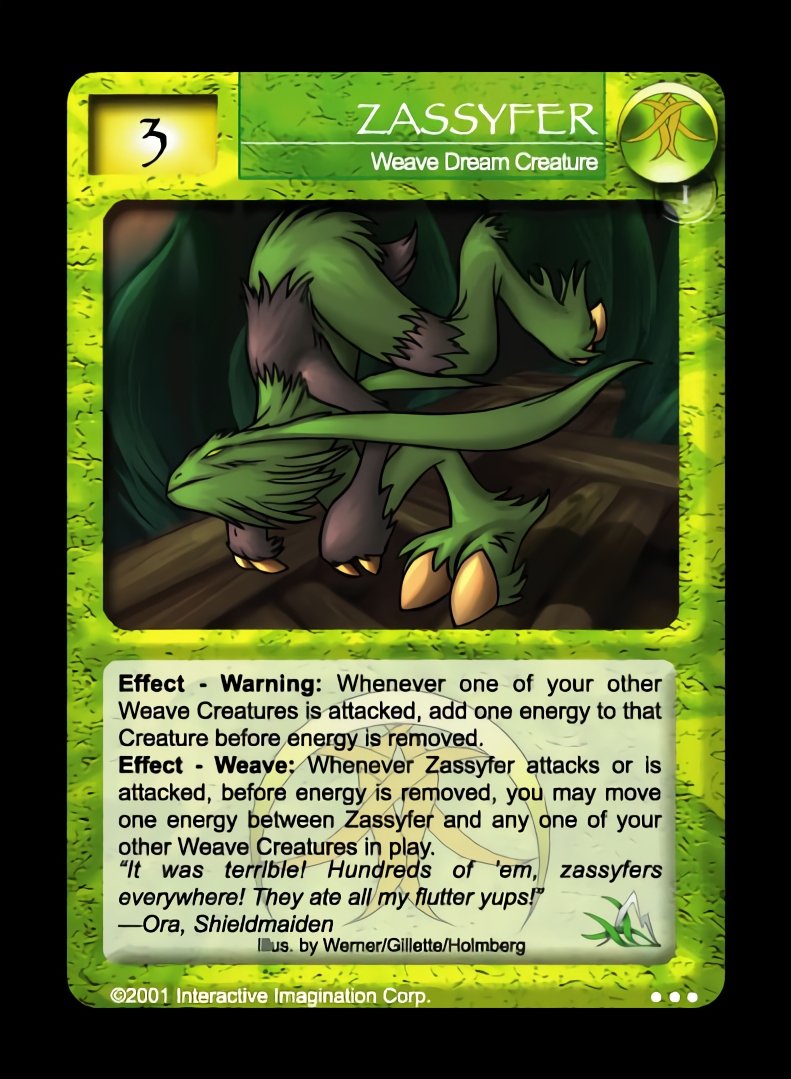 3
ZASSYFER
Weave Dream Creature
I
Effect - Warning: Whenever one of your other
Weave Creatures is attacked, add one energy to that
Creature before energy is removed.
Effect - Weave: Whenever Zassyfer attacks or is
attacked, before energy is removed, you may move
one energy between Zassyfer and any one of your
other Weave Creatures in play.
“It was terrible! Hundreds of 'em, zassyfers
everywhere! They ate all my flutter yups!”
—Ora, Shieldmaiden
Illus. by Werner/Gillette/Holmberg
©2001 Interactive Imagination Corp.